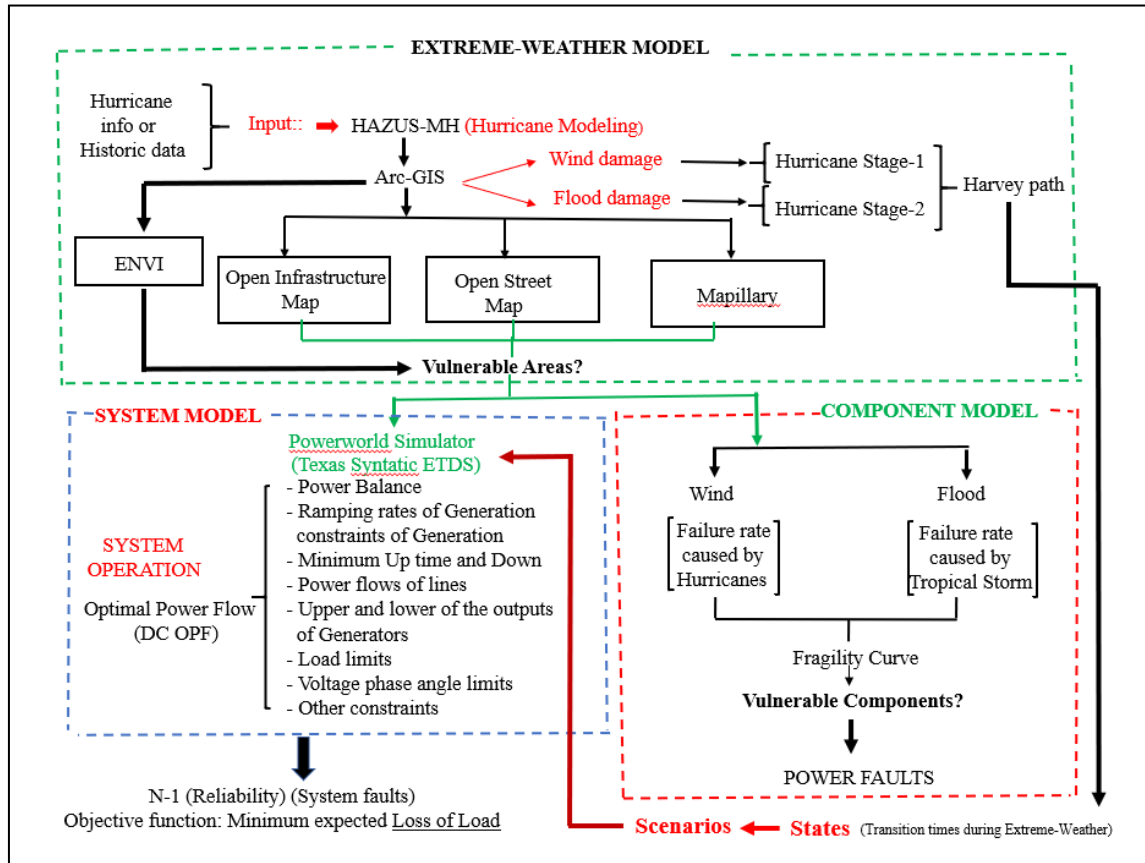 EXTREME-WEATHER MODEL
Hurricane
info or
Historic data
Input::
HAZUS-MH (Hurricane Modeling)
Arc-GIS
Wind damage
Flood damage
Hurricane Stage-1
Hurricane Stage-2
Harvey path
ENVI
Open Infrastructure
Map
Open Street
Map
Mapillary
Vulnerable Areas?
SYSTEM MODEL
Powerworld Simulator
(Texas Syntatic ETDS)
SYSTEM
OPERATION
Optimal Power Flow
(DC OPF)
- Power Balance
- Ramping rates of Generation
constraints of Generation
- Minimum Up time and Down
- Power flows of lines
- Upper and lower of the outputs
of Generators
- Load limits
- Voltage phase angle limits
- Other constraints
N-1 (Reliability) (System faults)
Objective function: Minimum expected Loss of Load
COMPONENT MODEL
Wind
Flood
Failure rate
caused by
Hurricanes
Failure rate
caused by
Tropical Storm
Fragility Curve
Vulnerable Components?
POWER FAULTS
Scenarios
States (Transition times during Extreme-Weather)